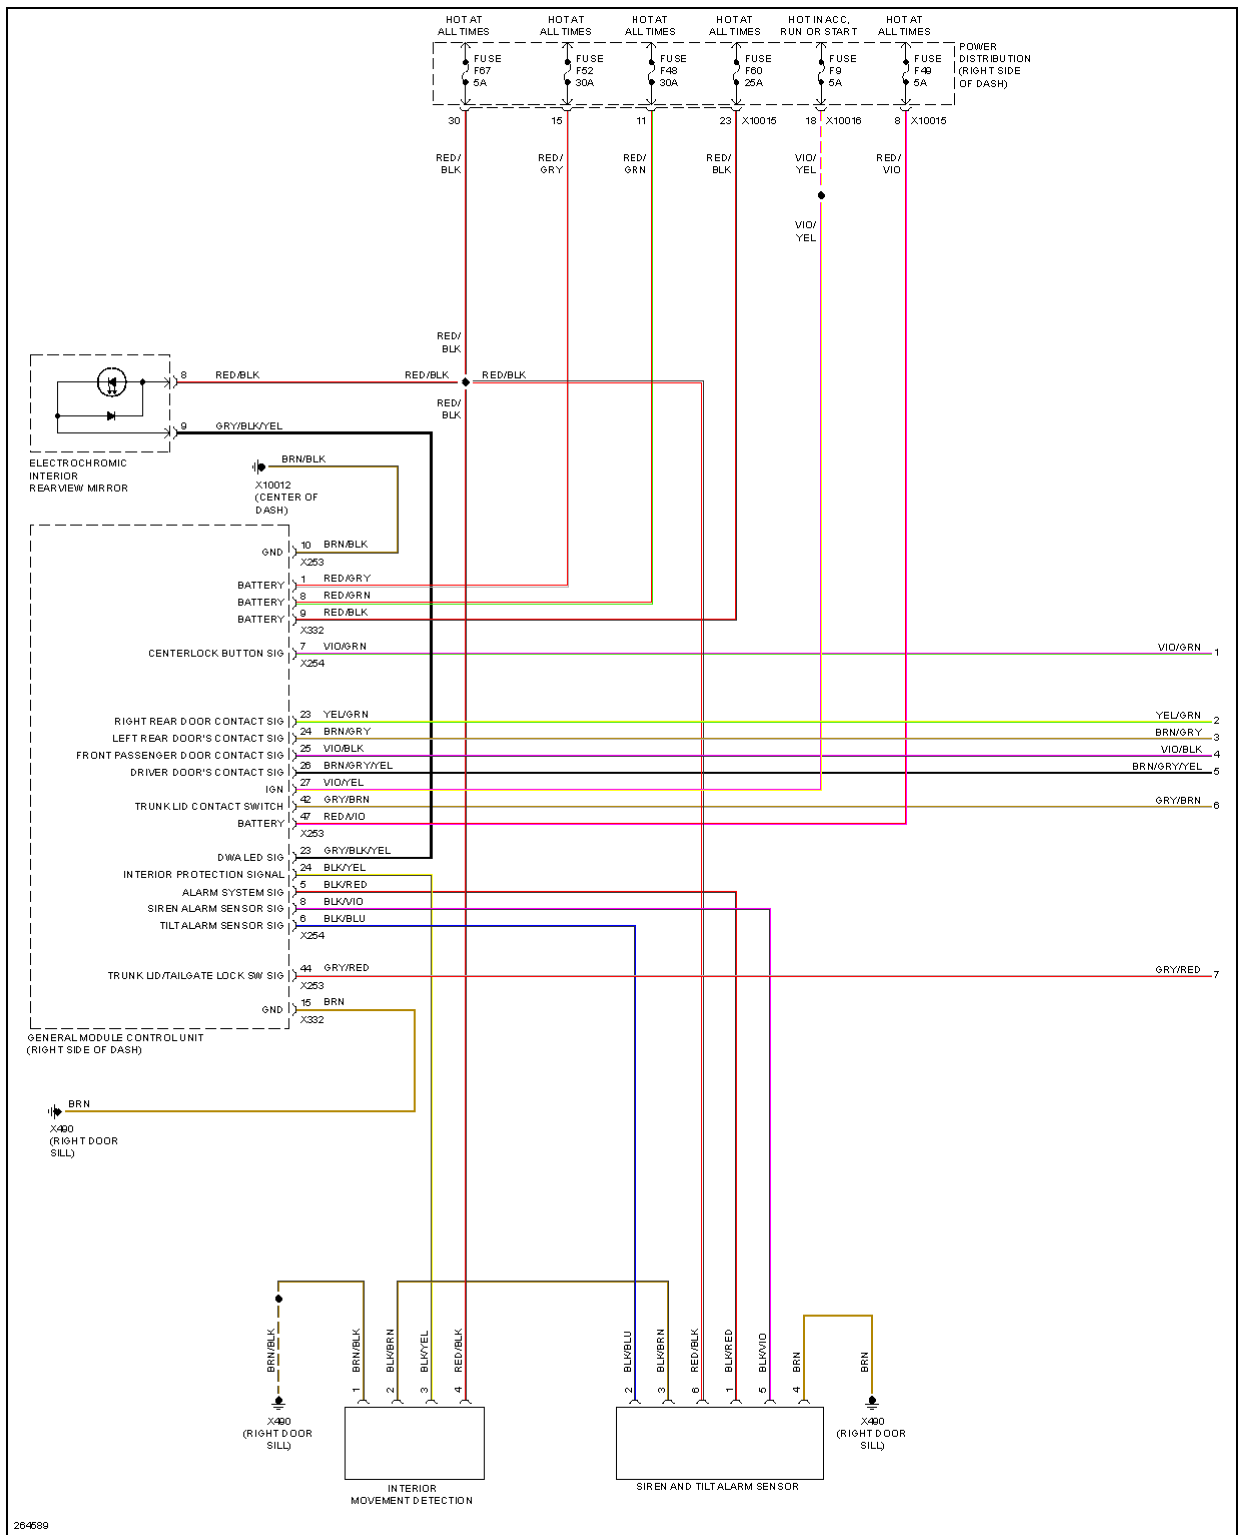 HOT AT ALL TIMES
HOT AT ALL TIMES
HOT AT ALL TIMES
HOT AT ALL TIMES
HOT IN ACC, RUN OR START
HOT AT ALL TIMES
FUSE F67 5A
FUSE F52 30A
FUSE F48 30A
FUSE F60 25A
FUSE F9 5A
FUSE F49 5A
POWER
DISTRIBUTION
(RIGHT SIDE
OF DASH)
30
15
11
23 X10015
18 X10016
8 X10015
RED/ BLK
RED/ GRY
RED/ GRN
RED/ BLK
VIO/ YEL
RED/ VIO
VIO/
YEL
RED/
BLK
8 RED/BLK
RED/BLK
RED/BLK
RED/
BLK
9 GRY/BLK/YEL
ELECTROCHROMIC
INTERIOR
REARVIEW MIRROR
BRN/BLK
X10012
(CENTER OF
DASH)
GND 10 BRN/BLK
X253
BATTERY 1 RED/GRY
BATTERY 8 RED/GRN
BATTERY 9 RED/BLK
X332
CENTERLOCK BUTTON SIG 7 VIO/GRN VIO/GRN 1
X254
RIGHT REAR DOOR CONTACT SIG 23 YEL/GRN YEL/GRN 2
LEFT REAR DOOR'S CONTACT SIG 24 BRN/GRY BRN/GRY 3
FRONT PASSENGER DOOR CONTACT SIG 25 VIO/BLK VIO/BLK 4
DRIVER DOOR'S CONTACT SIG 26 BRN/GRY/YEL BRN/GRY/YEL 5
IGN 27 VIO/YEL
TRUNK LID CONTACT SWITCH 42 GRY/BRN GRY/BRN 6
BATTERY 47 RED/VIO
X253
DWA LED SIG 23 GRY/BLK/YEL
INTERIOR PROTECTION SIGNAL 24 BLK/YEL
ALARM SYSTEM SIG 5 BLK/RED
SIREN ALARM SENSOR SIG 8 BLK/VIO
TILT ALARM SENSOR SIG 6 BLK/BLU
X254
TRUNK LID/TAILGATE LOCK SW SIG 44 GRY/RED GRY/RED 7
X253
GND 15 BRN
X332
GENERAL MODULE CONTROL UNIT
(RIGHT SIDE OF DASH)
BRN
X490
(RIGHT DOOR
SILL)
BRN/BLK
BRN/BLK
BLK/BRN
BLK/YEL
RED/BLK
BLK/BLU
BLK/BRN
RED/BLK
BLK/RED
BLK/VIO
BRN
BRN
1
2
3
4
2
3
6
1
5
4
X490
(RIGHT DOOR
SILL)
X490
(RIGHT DOOR
SILL)
INTERIOR
MOVEMENT DETECTION
SIREN AND TILT ALARM SENSOR
264589